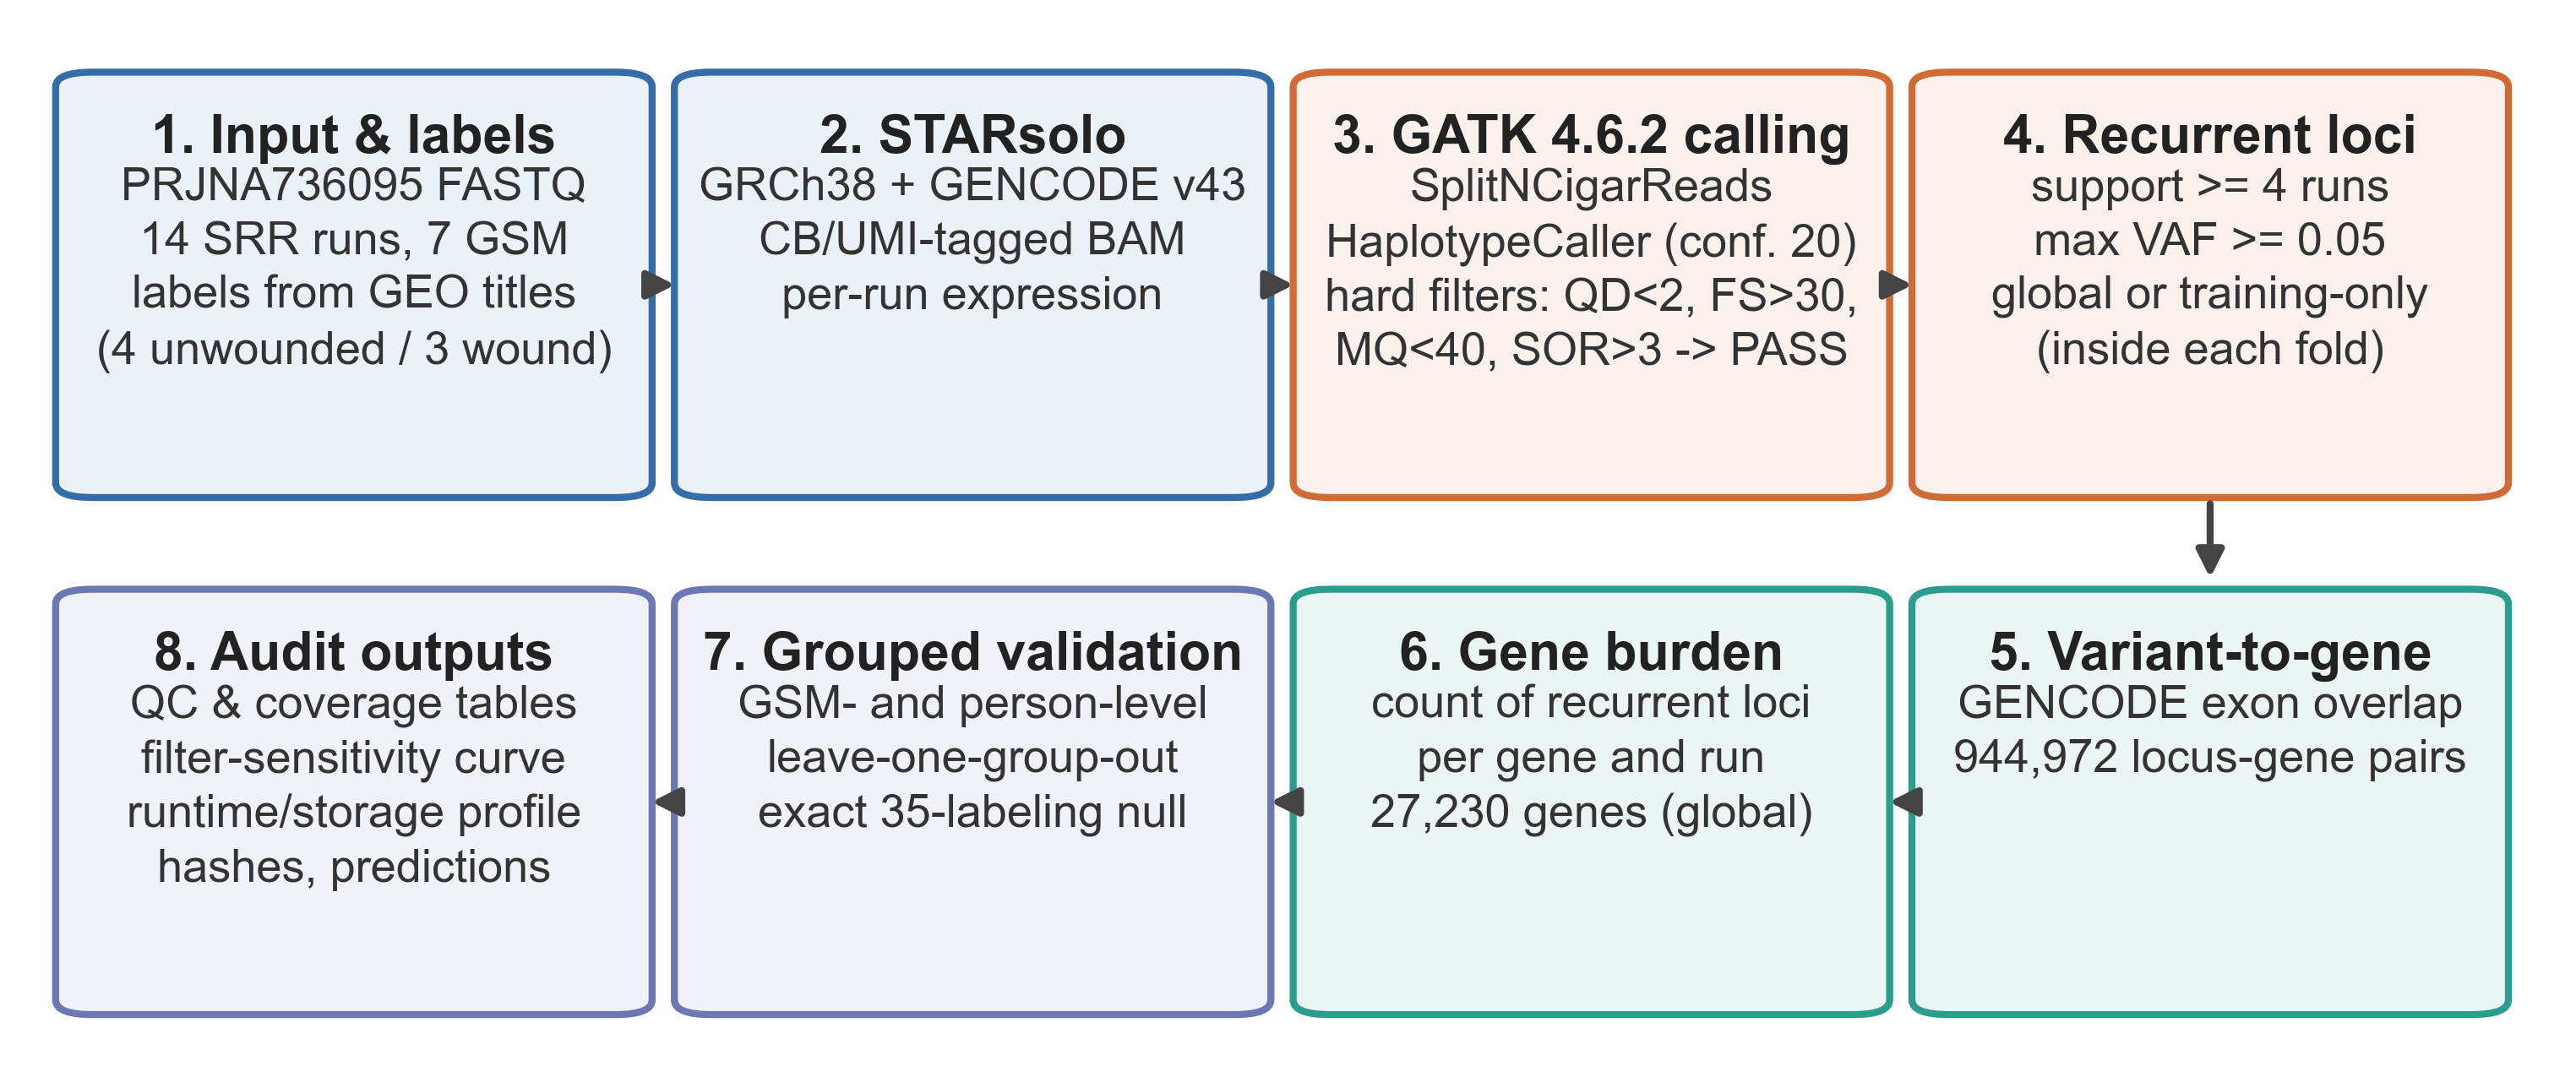 1. Input & labels
PRJNA736095 FASTQ
14 SRR runs, 7 GSM
labels from GEO titles
(4 unwounded / 3 wound)
2. STARsolo
GRCh38 + GENCODE v43
CB/UMI-tagged BAM
per-run expression
3. GATK 4.6.2 calling
SplitNCigarReads
HaplotypeCaller (conf. 20)
hard filters: QD<2, FS>30,
MQ<40, SOR>3 -> PASS
4. Recurrent loci
support >= 4 runs
max VAF >= 0.05
global or training-only
(inside each fold)
5. Variant-to-gene
GENCODE exon overlap
944,972 locus-gene pairs
6. Gene burden
count of recurrent loci
per gene and run
27,230 genes (global)
7. Grouped validation
GSM- and person-level
leave-one-group-out
exact 35-labeling null
8. Audit outputs
QC & coverage tables
filter-sensitivity curve
runtime/storage profile
hashes, predictions